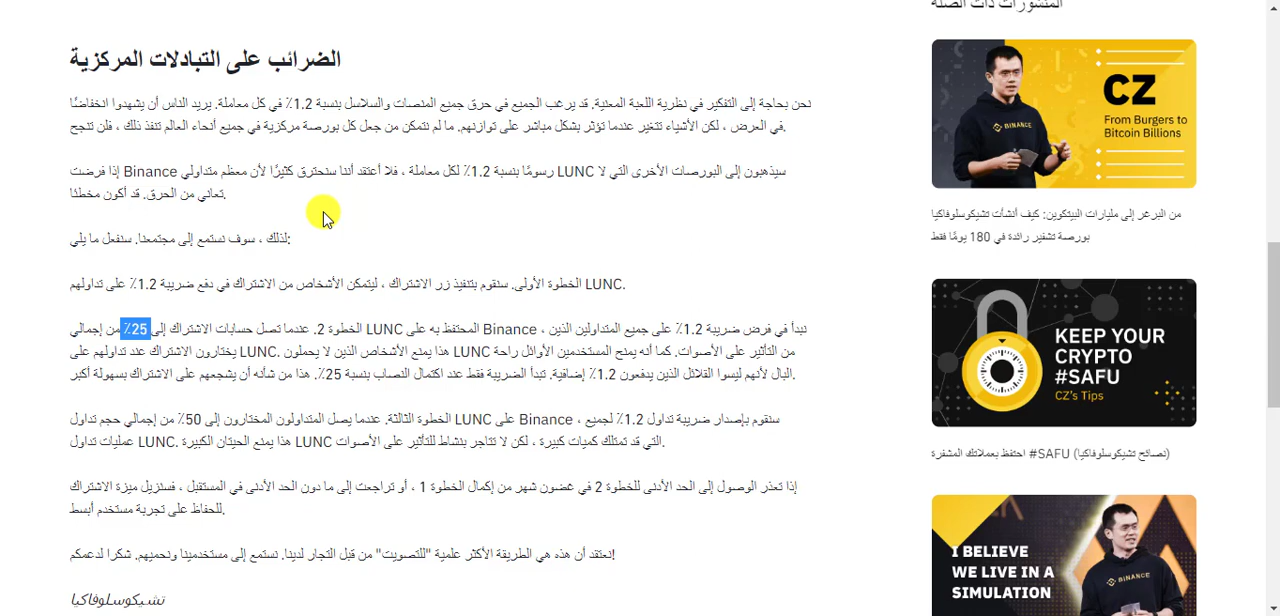 المنشورات ذات الصلة
الضرائب على التبادلات المركزية
نحن بحاجة إلى التفكير في نظرية اللعبة المعنية. قد يرغب الجميع في حرق جميع المنصات والسلاسل بنسبة 1.2٪ في كل معاملة. يريد الناس أن يشهدوا انخفاضًا
في العرض ، لكن الأشياء تتغير عندما تؤثر بشكل مباشر على توازنهم. ما لم نتمكن من جعل كل بورصة مركزية في جميع أنحاء العالم تنفذ ذلك ، فلن تنجح.
سيذهبون إلى البورصات الأخرى التي لا LUNC رسومًا بنسبة 1.2٪ لكل معاملة ، فلا أعتقد أننا سنحترق كثيرًا لأن معظم متداولي Binance إذا فرضت
تعاني من الحرق. قد أكون مخطئا.
لذلك ، سوف نستمع إلى مجتمعنا. سنفعل ما يلي:
LUNC الخطوة الأولى. سنقوم بتنفيذ زر الاشتراك ، ليتمكن الأشخاص من الاشتراك في دفع ضريبة 1.2٪ على تداولهم.
نبدأ في فرض ضريبة 1.2٪ على جميع المتداولين الذين ، Binance المحتفظ به على LUNC الخطوة 2. عندما تصل حسابات الاشتراك إلى 25٪ من إجمالي
من التأثير على الأصوات. كما أنه يمنح المستخدمين الأوائل راحة LUNC هذا يمنع الأشخاص الذين لا يحملون .LUNC يختارون الاشتراك عند تداولهم على
البال لأنهم ليسوا القلائل الذين يدفعون 1.2٪ إضافية. تبدأ الضريبة فقط عند اكتمال النصاب بنسبة 25٪. هذا من شأنه أن يشجعهم على الاشتراك بسهولة أكبر.
سنقوم بإصدار ضريبة تداول 1.2٪ لجميع ، Binance على LUNC الخطوة الثالثة. عندما يصل المتداولون المختارون إلى 50٪ من إجمالي حجم تداول
التي قد تمتلك كميات كبيرة ، لكن لا تتاجر بنشاط للتأثير على الأصوات LUNC هذا يمنع الحيتان الكبيرة .LUNC عمليات تداول.
إذا تعذر الوصول إلى الحد الأدنى للخطوة 2 في غضون شهر من إكمال الخطوة 1 ، أو تراجعت إلى ما دون الحد الأدنى في المستقبل ، فسنزيل ميزة الاشتراك
للحفاظ على تجربة مستخدم أبسط.
نعتقد أن هذه هي الطريقة الأكثر علمية "للتصويت" من قبل التجار لدينا. نستمع إلى مستخدمينا ونحميهم. شكرا لدعمكم!
تشيكوسلوفاكيا
CZ
From Burgers to
Bitcoin Billions
BINANCE
من البرغر إلى مليارات البيتكوين: كيف أنشأت تشيكوسلوفاكيا
بورصة تشفير رائدة في 180 يومًا فقط
KEEP YOUR
CRYPTO
#SAFU
CZ's Tips
احتفظ بعملاتك المشفرة #SAFU (نصائح تشيكوسلوفاكيا)
I BELIEVE
WE LIVE IN A
SIMULATION
BINANCE